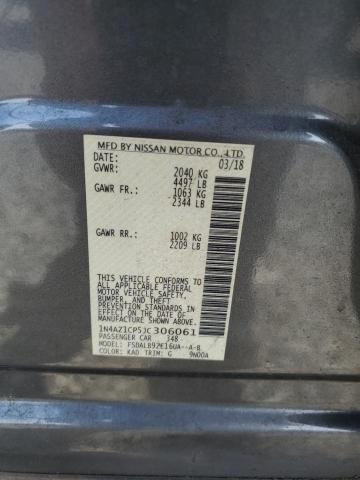 MFD BY NISSAN MOTOR CO., LTD.
DATE: 03/18
GVWR: 2040 KG
4497 LB
GAWR FR.: 1063 KG
2344 LB
GAWR RR.: 1002 KG
2209 LB
THIS VEHICLE CONFORMS TO
ALL APPLICABLE FEDERAL
MOTOR VEHICLE SAFETY,
BUMPER, AND THEFT
PREVENTION STANDARDS IN
EFFECT ON THE DATE OF
MANUFACTURE SHOWN ABOVE.
1N4AZ1CP5JC306061
PASSENGER CAR 348
MODEL: FSDALB92E16UA--A-B
COLOR: KAD TRIM: G 9W00A